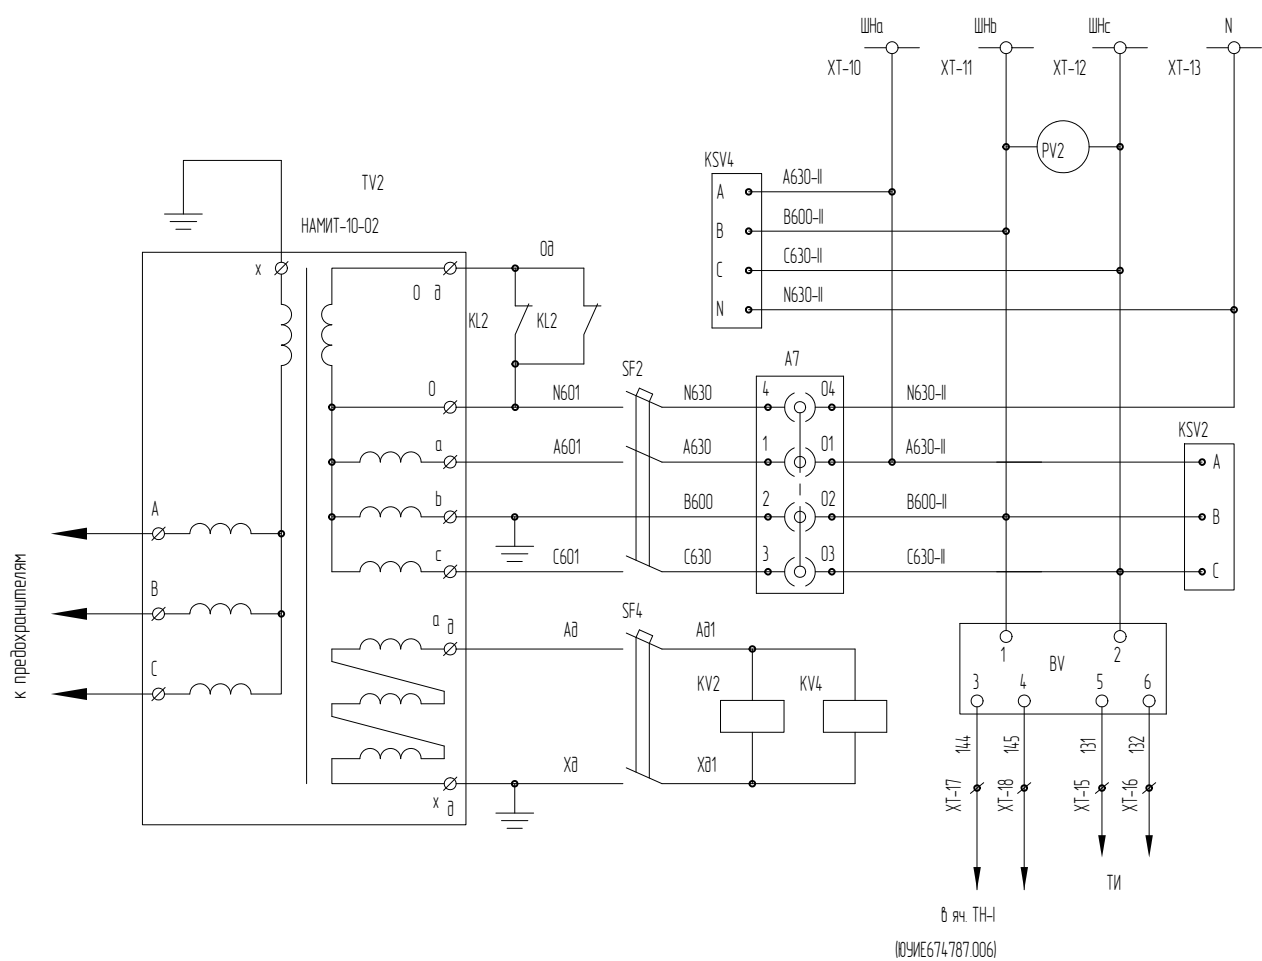 ШНа ШНb ШНс N
ХТ-10 ХТ-11 ХТ-12 ХТ-13
PV2
KSV4
A A630-II
B B600-II
C C630-II
N N630-II
TV2
НАМИТ-10-02
x
0 д
0д
KL2 KL2
SF2
A7
0 N601 N630 4 04 N630-II
KSV2
a A601 A630 1 01 A630-II A
b B600 2 02 B600-II B
c C601 C630 3 03 C630-II C
A
B
C
к предохранителям
SF4
a д Aд Aд1
KV2 KV4
Xд Xд1
x д
1 2
BV
3 4 5 6
144 145 131 132
ХТ-17 ХТ-18 ХТ-15 ХТ-16
ТИ
в яч. ТН-I
(ЮУИЕ674787.006)